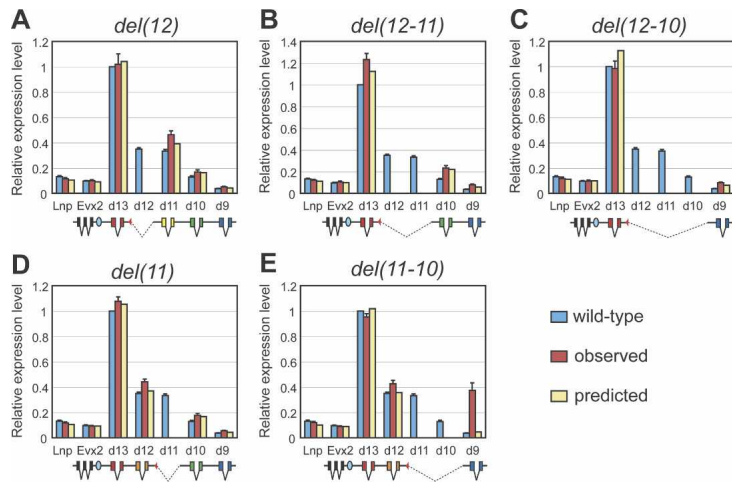 A
del(12)
Relative expression level
1.2
1
0.8
0.6
0.4
0.2
0
Lnp Evx2 d13 d12 d11 d10 d9
B
del(12-11)
Relative expression level
1.4
1.2
1
0.8
0.6
0.4
0.2
0
Lnp Evx2 d13 d12 d11 d10 d9
C
del(12-10)
Relative expression level
1.2
1
0.8
0.6
0.4
0.2
0
Lnp Evx2 d13 d12 d11 d10 d9
D
del(11)
Relative expression level
1.2
1
0.8
0.6
0.4
0.2
0
Lnp Evx2 d13 d12 d11 d10 d9
E
del(11-10)
Relative expression level
1.2
1
0.8
0.6
0.4
0.2
0
Lnp Evx2 d13 d12 d11 d10 d9
wild-type
observed
predicted